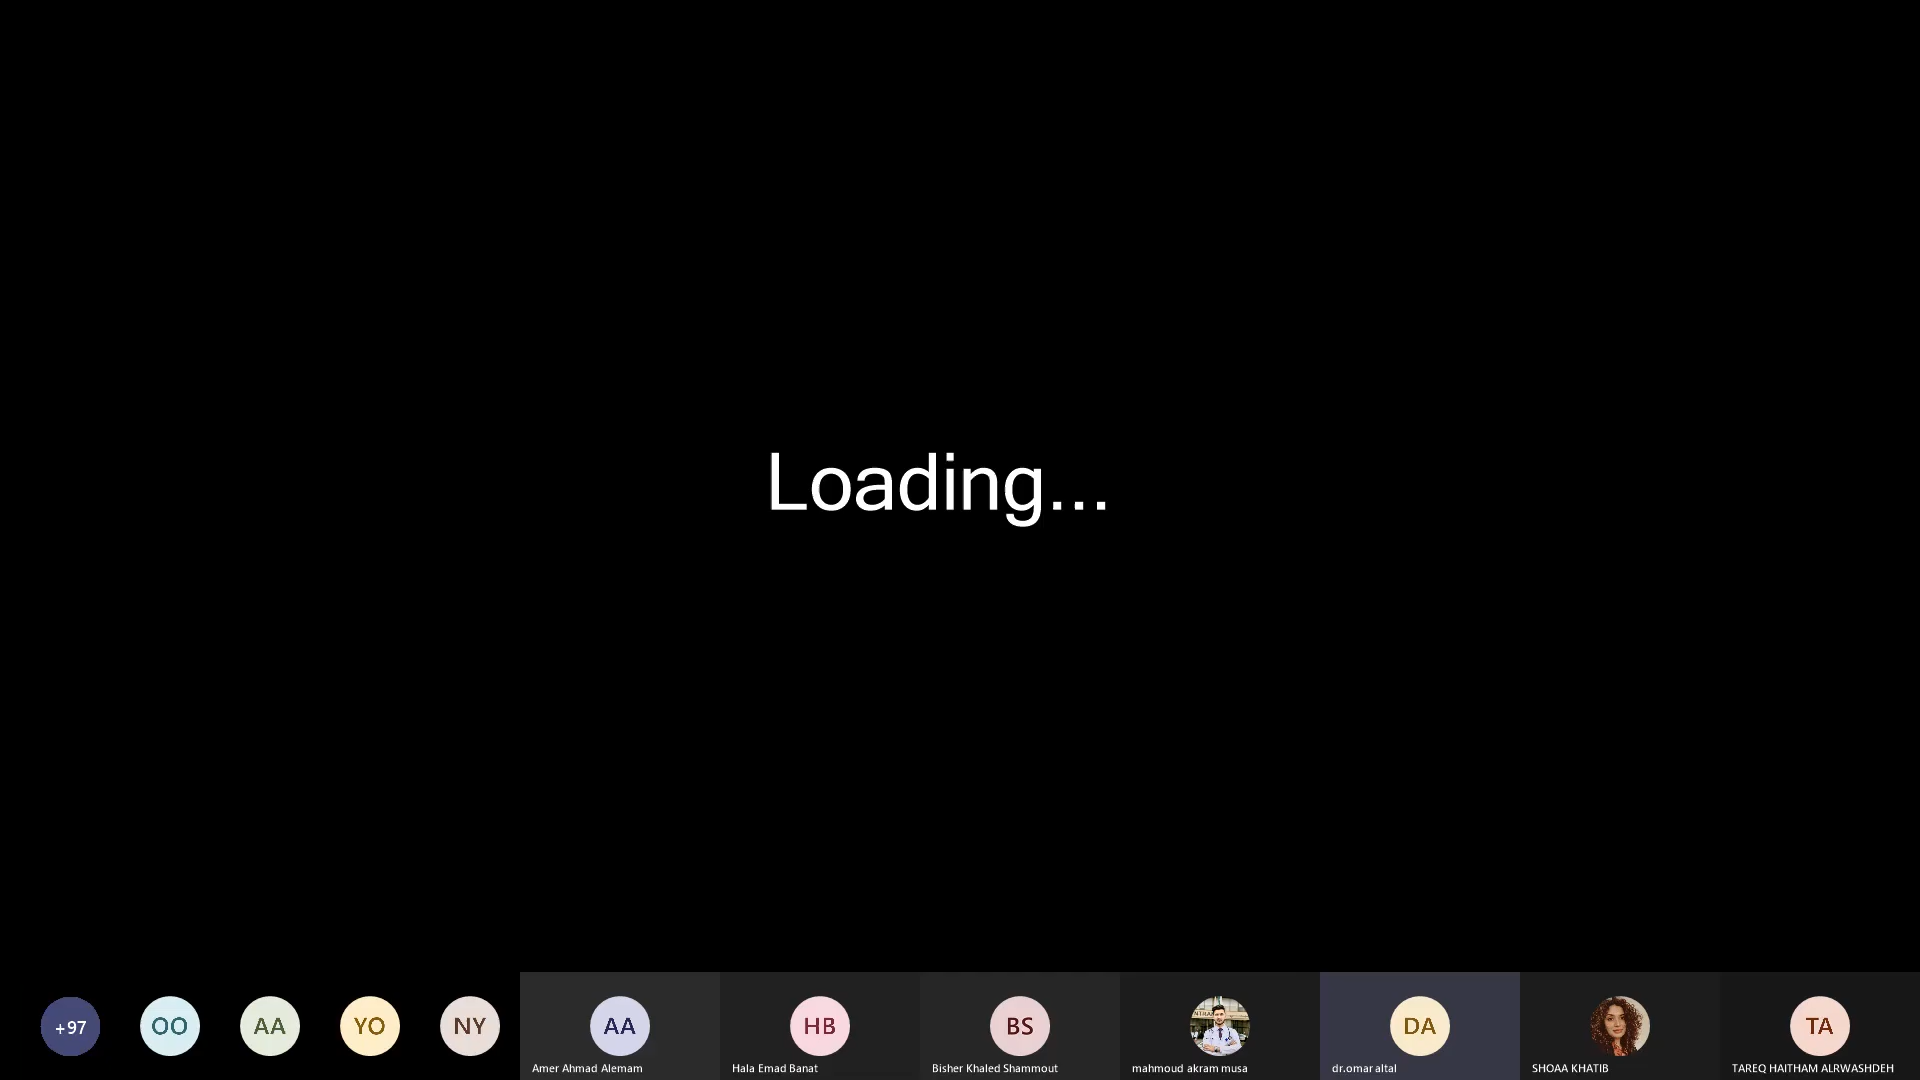 Loading...
+97
OO
AA
YO
NY
AA
HB
BS
DA
TA
Amer Ahmad Alemam
Hala Emad Banat
Bisher Khaled Shammout
mahmoud akram musa
dr.omar altal
SHOAA KHATIB
TAREQ HAITHAM ALRWASHDEH